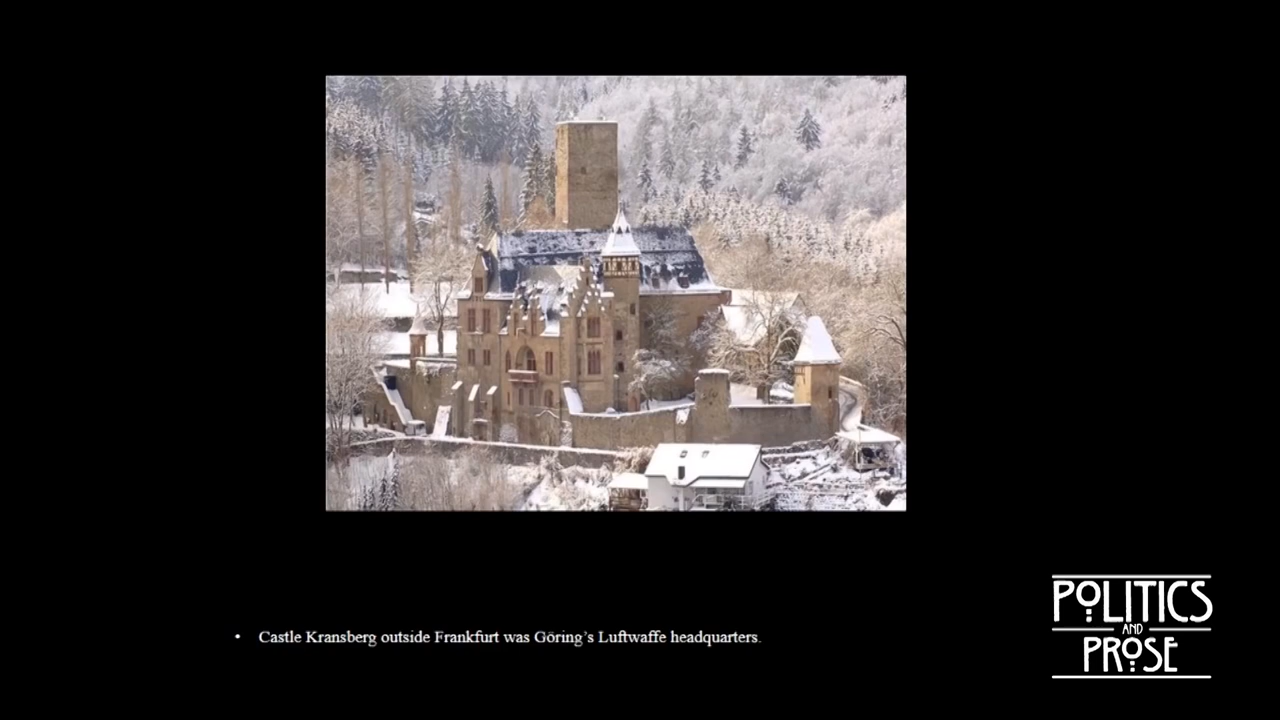 • Castle Kransberg outside Frankfurt was Göring’s Luftwaffe headquarters.
POLITICS
AND
PROSE